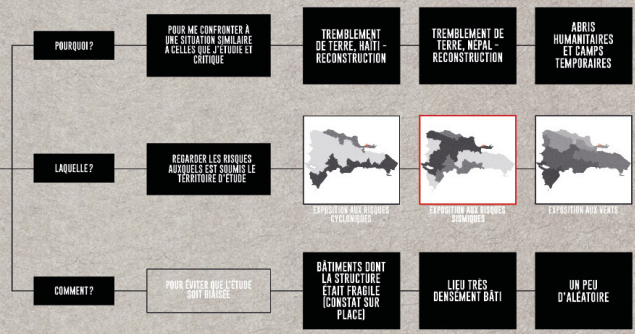 POURQUOI?
POUR ME CONFRONTER À
UNE SITUATION SIMILAIRE
À CELLES QUE J'ÉTUDIE ET
CRITIQUE
TREMBLEMENT
DE TERRE, HAÏTI -
RECONSTRUCTION
TREMBLEMENT DE
TERRE, NÉPAL -
RECONSTRUCTION
ABRIS
HUMANITAIRES
ET CAMPS
TEMPORAIRES
LAQUELLE?
REGARDER LES RISQUES
AUXQUELS EST SOUMIS LE
TERRITOIRE D'ÉTUDE
EXPOSITION AUX RISQUES
CYCLONIQUES
EXPOSITION AUX RISQUES
SISMIQUES
EXPOSITION AUX VENTS
COMMENT?
POUR ÉVITER QUE L'ÉTUDE
SOIT BIAISÉE
BÂTIMENTS DONT
LA STRUCTURE
ÉTAIT FRAGILE
(CONSTAT SUR
PLACE)
LIEU TRÈS
DENSÉMENT BÂTI
UN PEU
D'ALÉATOIRE